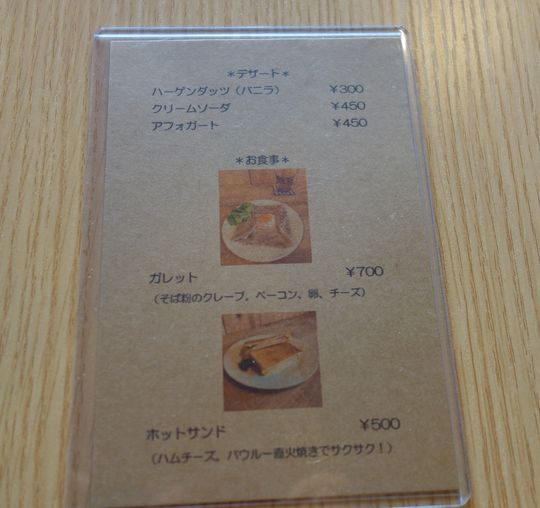 ＊デザート＊
ハーゲンダッツ（バニラ） ￥300
クリームソーダ ￥450
アフォガート ￥450
＊お食事＊
ガレット ￥700
（そば粉のクレープ。ベーコン、卵、チーズ）
ホットサンド ￥500
（ハムチーズ。バウルー直火焼きでサクサク！）